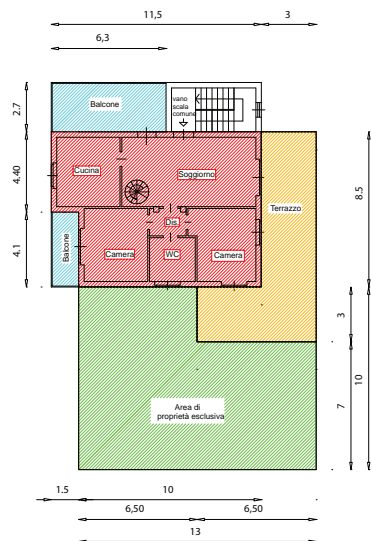 11,5
3
6,3
2.7
Balcone
vano
scala
comune
4.40
Cucina
Soggiorno
8.5
Terrazzo
Dis.
4.1
Balcone
Camera
WC
Camera
3
10
Area di
proprietà esclusiva
7
1.5
10
6,50
6,50
13